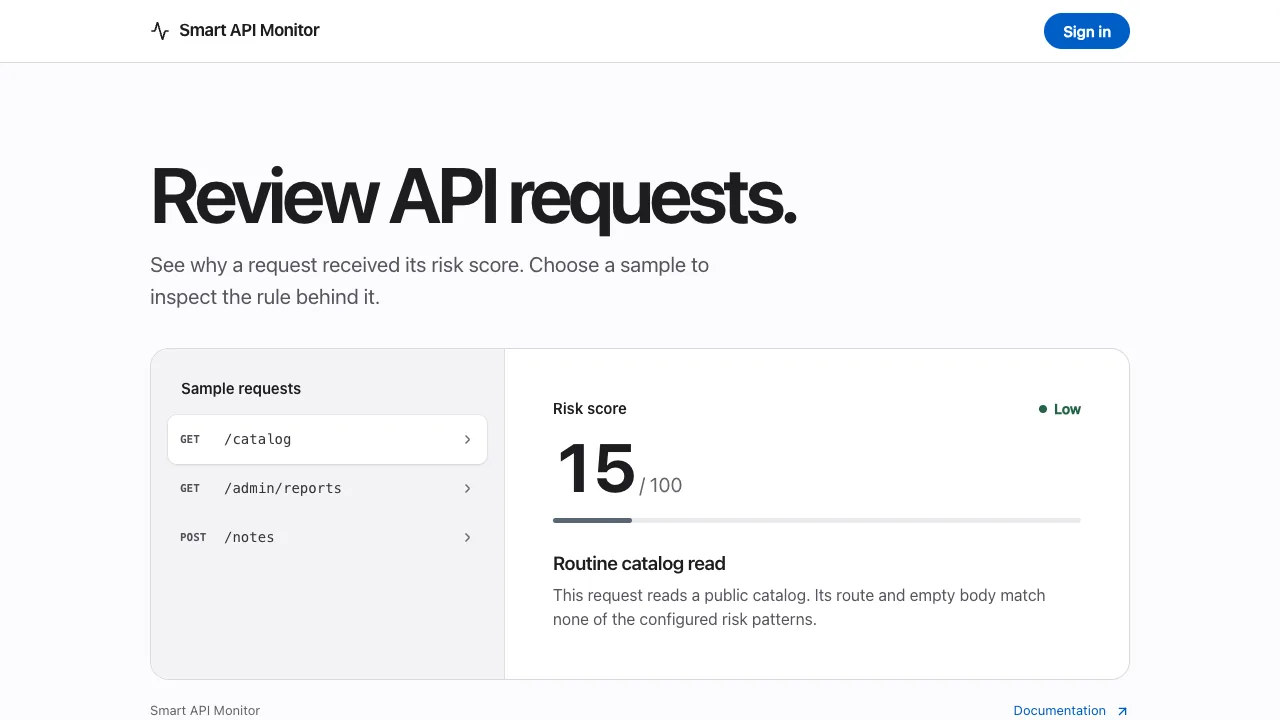 Smart API Monitor
Sign in
Review API requests.
See why a request received its risk score. Choose a sample to
inspect the rule behind it.
Sample requests
GET /catalog
GET /admin/reports
POST /notes
Risk score
Low
15 / 100
Routine catalog read
This request reads a public catalog. Its route and empty body match
none of the configured risk patterns.
Smart API Monitor
Documentation